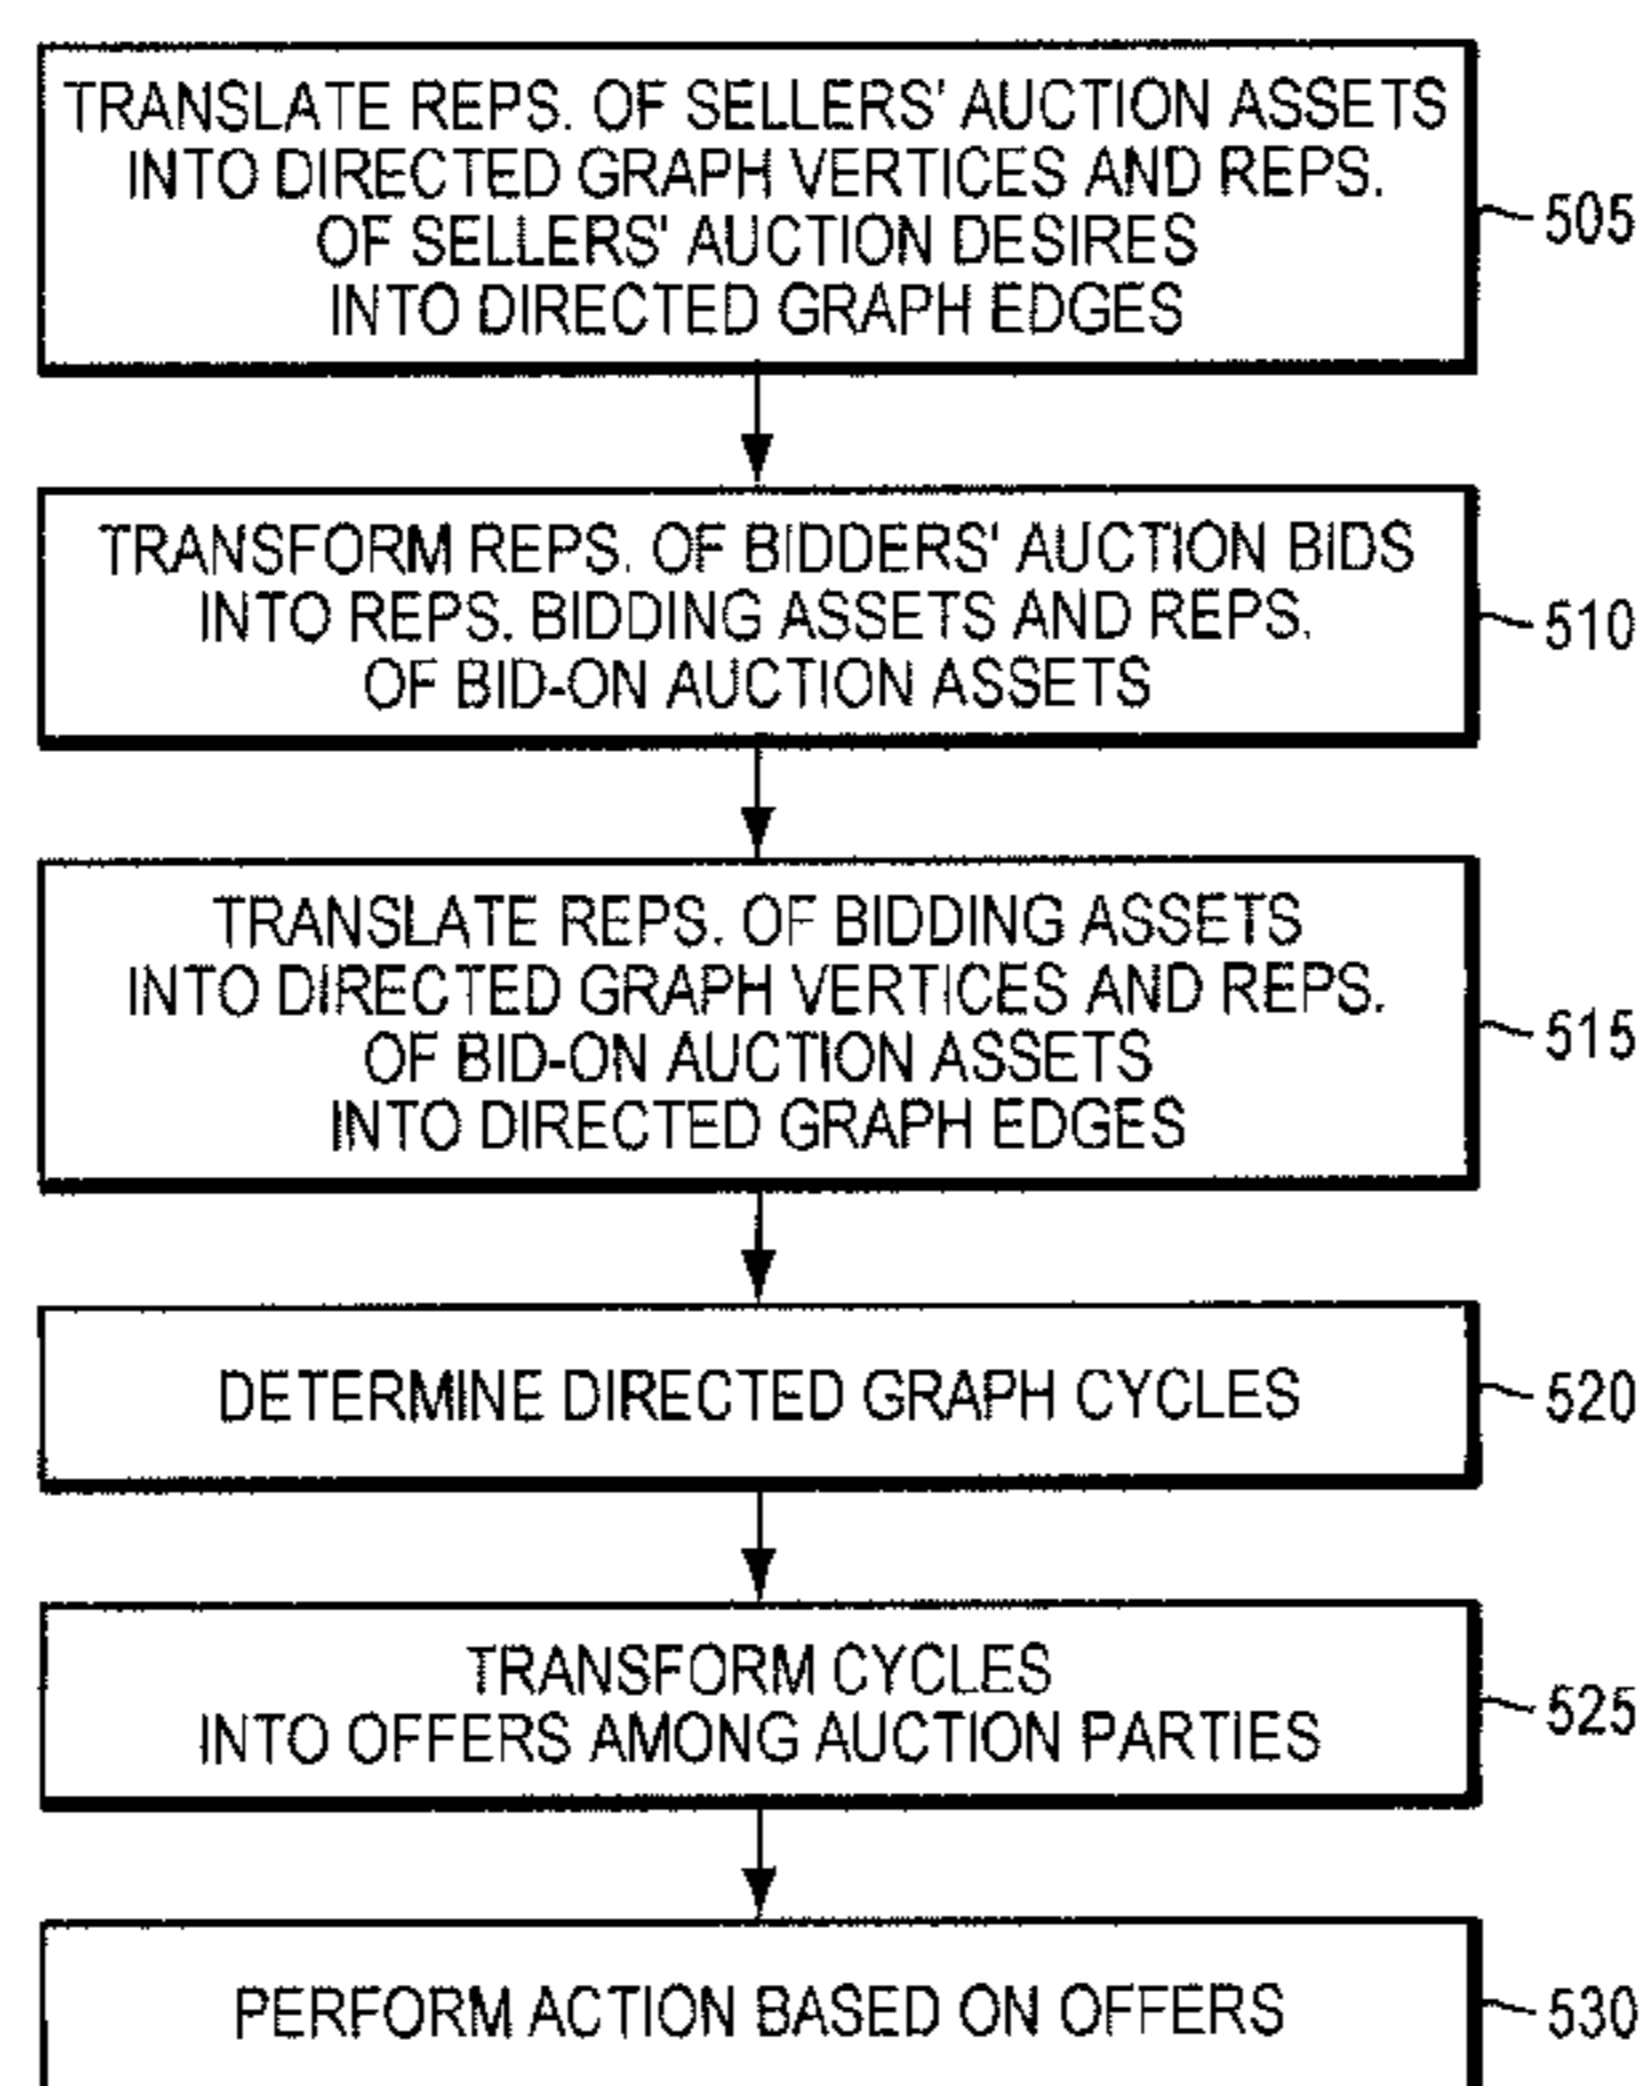 TRANSLATE REPS. OF SELLERS' AUCTION ASSETS
INTO DIRECTED GRAPH VERTICES AND REPS.
OF SELLERS' AUCTION DESIRES
INTO DIRECTED GRAPH EDGES
505
TRANSFORM REPS. OF BIDDERS' AUCTION BIDS
INTO REPS. BIDDING ASSETS AND REPS.
OF BID-ON AUCTION ASSETS
510
TRANSLATE REPS. OF BIDDING ASSETS
INTO DIRECTED GRAPH VERTICES AND REPS.
OF BID-ON AUCTION ASSETS
INTO DIRECTED GRAPH EDGES
515
DETERMINE DIRECTED GRAPH CYCLES
520
TRANSFORM CYCLES
INTO OFFERS AMONG AUCTION PARTIES
525
PERFORM ACTION BASED ON OFFERS
530